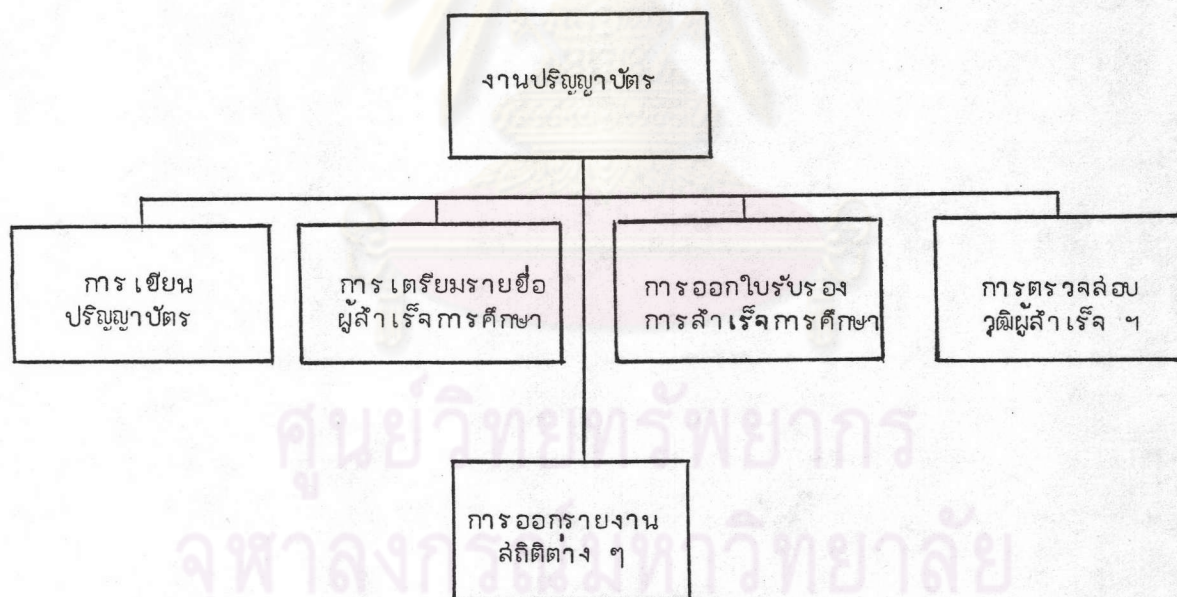 งานปริญญาบัตร
การเขียน
ปริญญาบัตร
การเตรียมรายชื่อ
ผู้สำเร็จการศึกษา
การออกใบรับรอง
การสำเร็จการศึกษา
การตรวจสอบ
วุฒิผู้สำเร็จ ฯ
ศูนย์วิทยทรัพยากร
การออกรายงาน
สถิติต่าง ๆ
จุฬาลงกรณ์มหาวิทยาลัย